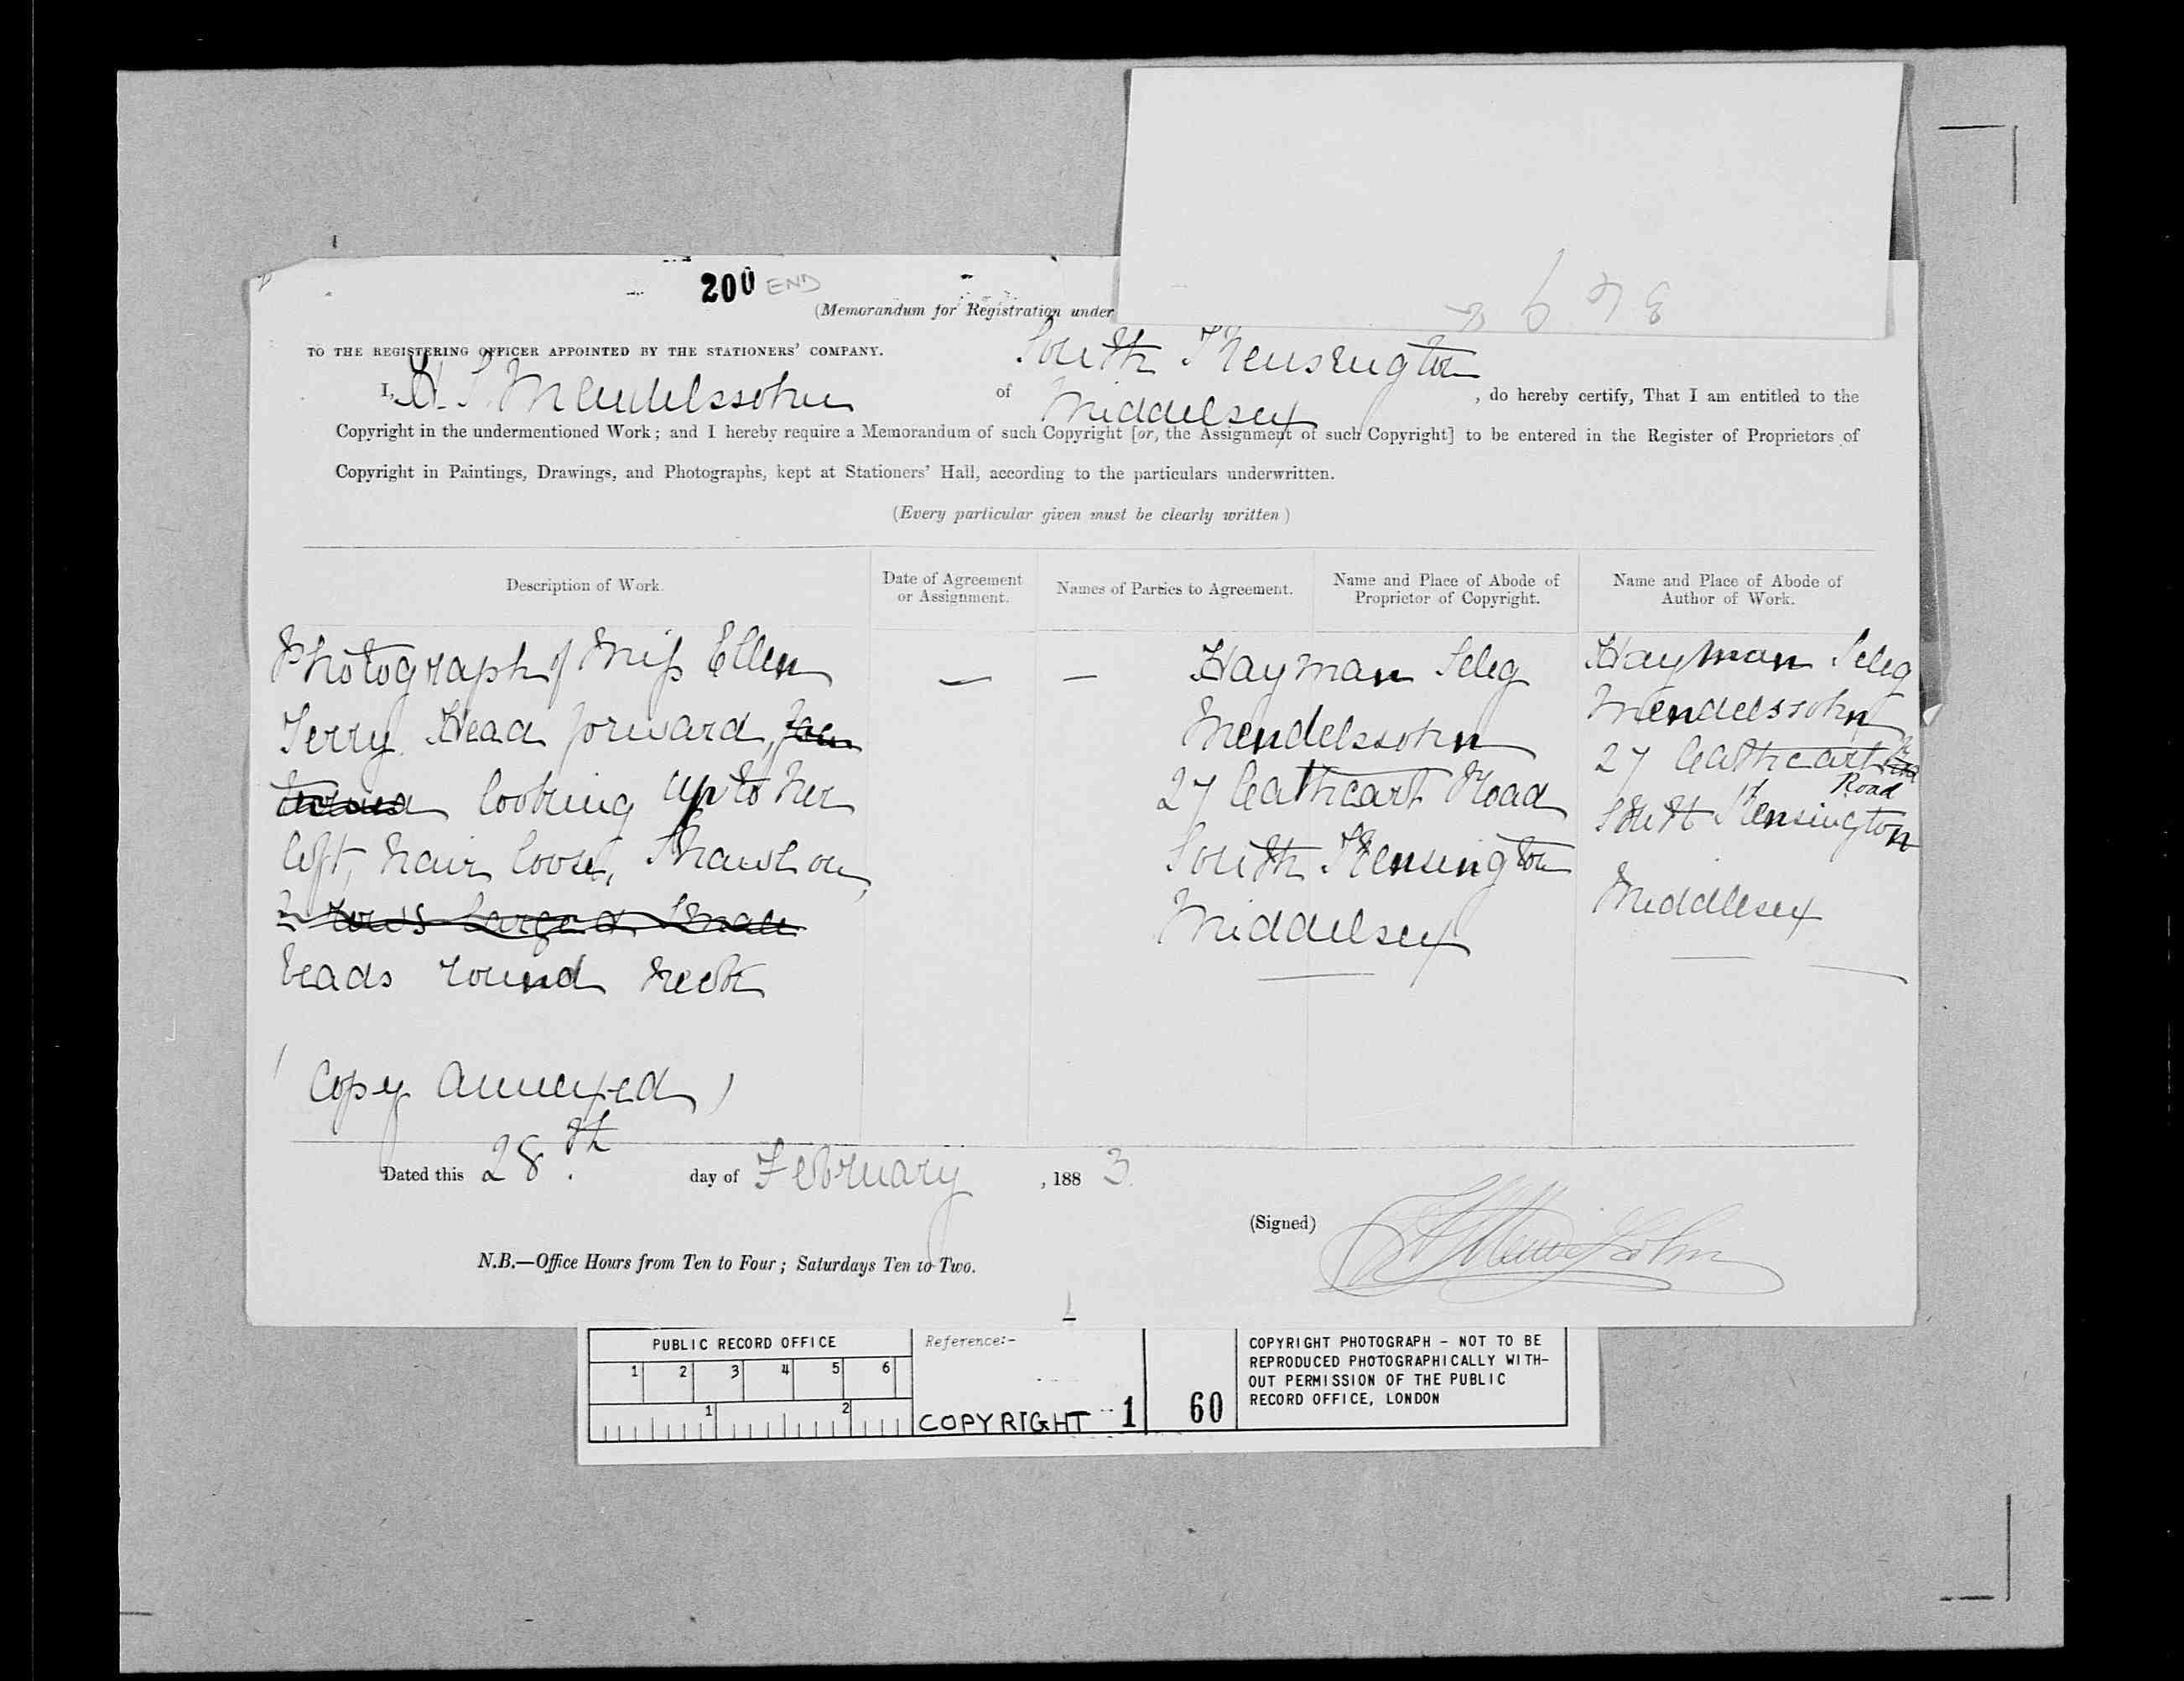 200 END
(Memorandum for Registration under
TO THE REGISTERING OFFICER APPOINTED BY THE STATIONERS' COMPANY.
South Kensington
I, H. S. Mendelssohn of Middelsex , do hereby certify, That I am entitled to the
Copyright in the undermentioned Work; and I hereby require a Memorandum of such Copyright [or, the Assignment of such Copyright] to be entered in the Register of Proprietors of
Copyright in Paintings, Drawings, and Photographs, kept at Stationers' Hall, according to the particulars underwritten.
(Every particular given must be clearly written)
Description of Work.
Date of Agreement
or Assignment.
Names of Parties to Agreement.
Name and Place of Abode of
Proprietor of Copyright.
Name and Place of Abode of
Author of Work.
Photograph of Miss Ellen
Terry. Head forward,
looking up to her
left, hair loose, Shawl on,
2 rows large & small
beads round neck
(Copy annexed)
— —
Hayman Seleg
Mendelssohn
27 Cathcart Road
South Kensington
Middelsex
Hayman Seleg
Mendelssohn
27 Cathcart
Road
South Kensington
Middlesex
Dated this 28th day of February , 1883
(Signed)
N.B.—Office Hours from Ten to Four; Saturdays Ten to Two.
PUBLIC RECORD OFFICE
1 2 3 4 5 6
1 2
Reference:-
COPYRIGHT 1 60
COPYRIGHT PHOTOGRAPH - NOT TO BE
REPRODUCED PHOTOGRAPHICALLY WITH-
OUT PERMISSION OF THE PUBLIC
RECORD OFFICE, LONDON